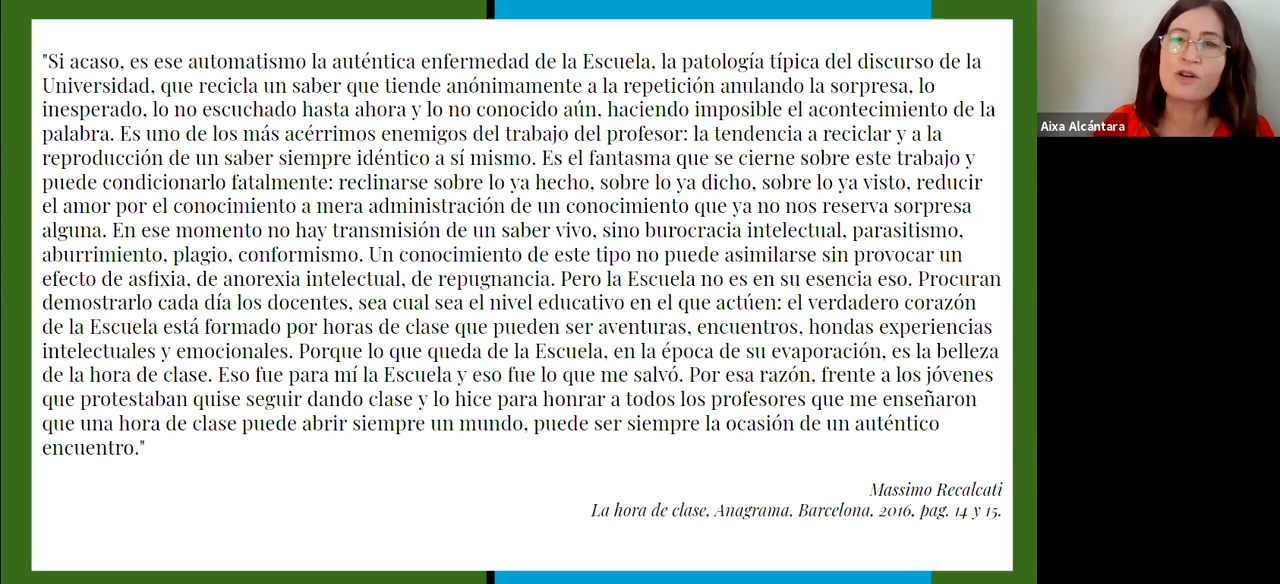 "Si acaso, es ese automatismo la auténtica enfermedad de la Escuela, la patología típica del discurso de la
Universidad, que recicla un saber que tiende anónimamente a la repetición anulando la sorpresa, lo
inesperado, lo no escuchado hasta ahora y lo no conocido aún, haciendo imposible el acontecimiento de la
palabra. Es uno de los más acérrimos enemigos del trabajo del profesor: la tendencia a reciclar y a la
reproducción de un saber siempre idéntico a sí mismo. Es el fantasma que se cierne sobre este trabajo y
puede condicionarlo fatalmente: reclinarse sobre lo ya hecho, sobre lo ya dicho, sobre lo ya visto, reducir
el amor por el conocimiento a mera administración de un conocimiento que ya no nos reserva sorpresa
alguna. En ese momento no hay transmisión de un saber vivo, sino burocracia intelectual, parasitismo,
aburrimiento, plagio, conformismo. Un conocimiento de este tipo no puede asimilarse sin provocar un
efecto de asfixia, de anorexia intelectual, de repugnancia. Pero la Escuela no es en su esencia eso. Procuran
demostrarlo cada día los docentes, sea cual sea el nivel educativo en el que actúen: el verdadero corazón
de la Escuela está formado por horas de clase que pueden ser aventuras, encuentros, hondas experiencias
intelectuales y emocionales. Porque lo que queda de la Escuela, en la época de su evaporación, es la belleza
de la hora de clase. Eso fue para mí la Escuela y eso fue lo que me salvó. Por esa razón, frente a los jóvenes
que protestaban quise seguir dando clase y lo hice para honrar a todos los profesores que me enseñaron
que una hora de clase puede abrir siempre un mundo, puede ser siempre la ocasión de un auténtico
encuentro."
Massimo Recalcati
La hora de clase, Anagrama, Barcelona, 2016, pag. 14 y 15.
Aixa Alcántara